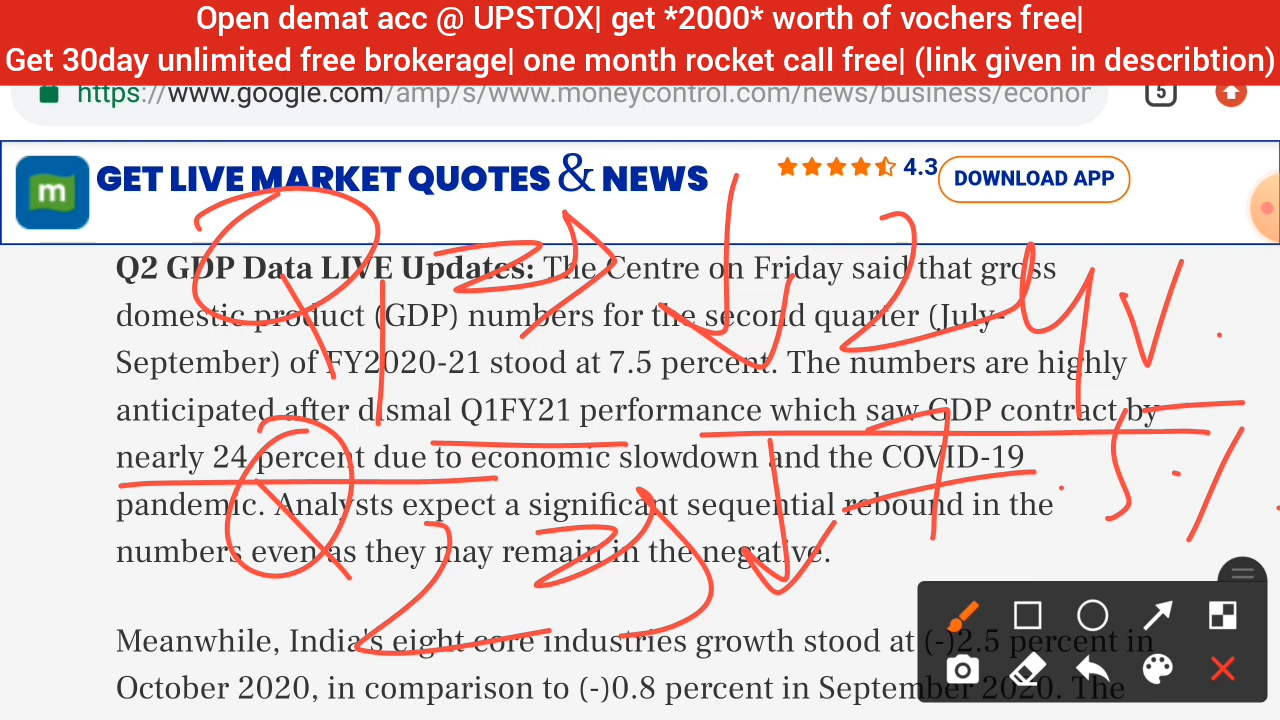 Open demat acc @ UPSTOX| get *2000* worth of vochers free|
Get 30day unlimited free brokerage| one month rocket call free| (link given in describtion)
https://www.google.com/amp/s/www.moneycontrol.com/news/business/econor
5
m
GET LIVE MARKET QUOTES & NEWS
4.3
DOWNLOAD APP
Q2 GDP Data LIVE Updates: The Centre on Friday said that gross
domestic product (GDP) numbers for the second quarter (July-
September) of FY2020-21 stood at 7.5 percent. The numbers are highly
anticipated after dismal Q1FY21 performance which saw GDP contract by
nearly 24 percent due to economic slowdown and the COVID-19
pandemic. Analysts expect a significant sequential rebound in the
numbers even as they may remain in the negative.
Meanwhile, India's eight core industries growth stood at (-)2.5 percent in
October 2020, in comparison to (-)0.8 percent in September 2020. The
Q1 ⇒ ↓ 24
Q2 ⇒ ↓ 7.5%